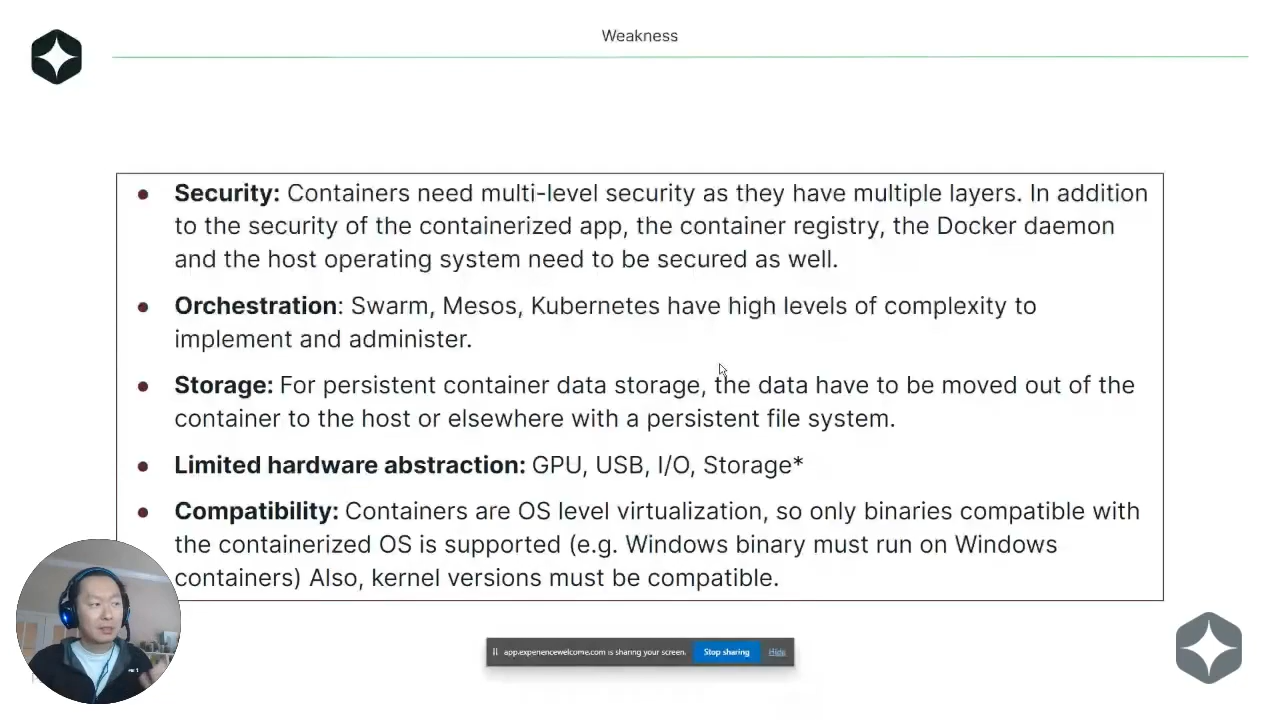 Weakness
● Security: Containers need multi-level security as they have multiple layers. In addition
to the security of the containerized app, the container registry, the Docker daemon
and the host operating system need to be secured as well.
● Orchestration: Swarm, Mesos, Kubernetes have high levels of complexity to
implement and administer.
● Storage: For persistent container data storage, the data have to be moved out of the
container to the host or elsewhere with a persistent file system.
● Limited hardware abstraction: GPU, USB, I/O, Storage*
● Compatibility: Containers are OS level virtualization, so only binaries compatible with
the containerized OS is supported (e.g. Windows binary must run on Windows
containers) Also, kernel versions must be compatible.
app.experiencewelcome.com is sharing your screen. Stop sharing Hide